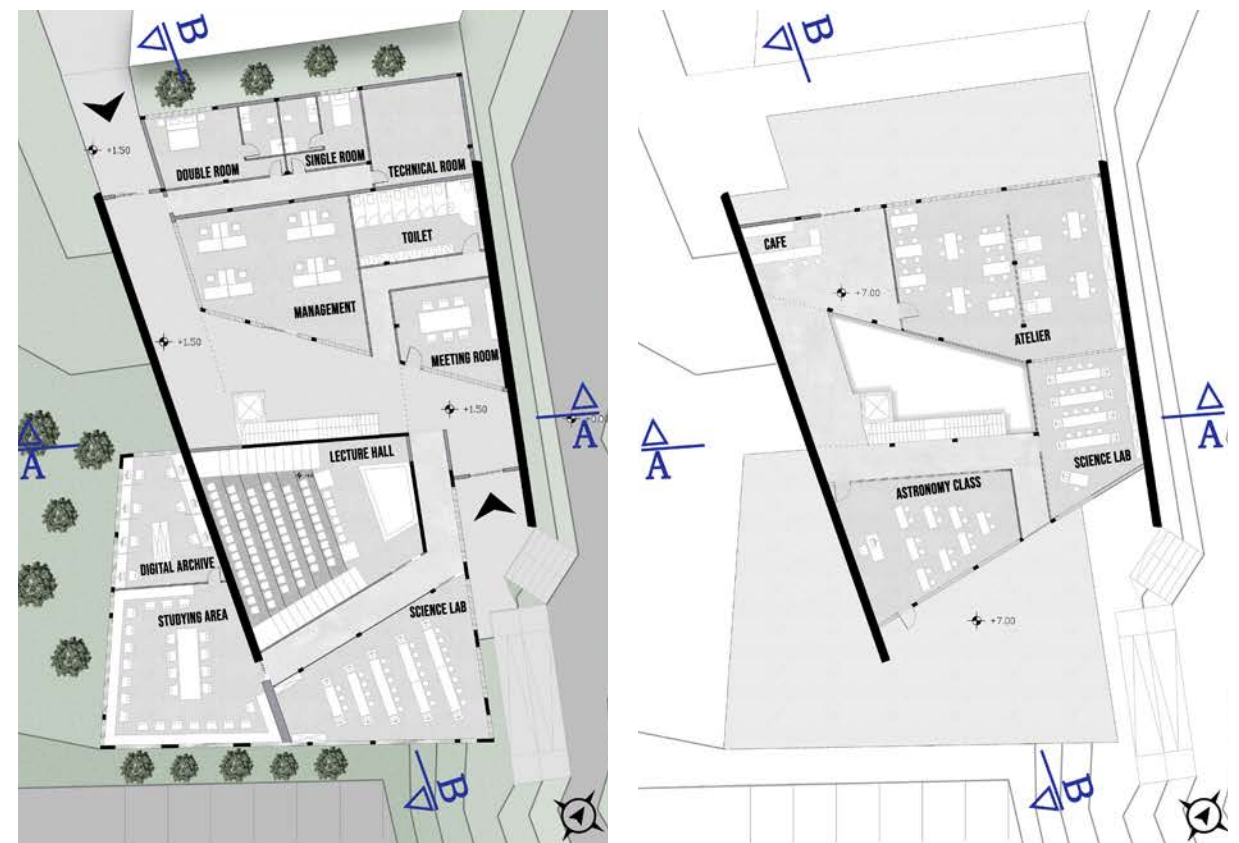 B
+1.50
DOUBLE ROOM
SINGLE ROOM
TECHNICAL ROOM
TOILET
MANAGEMENT
+1.50
MEETING ROOM
+1.50
A
A
LECTURE HALL
DIGITAL ARCHIVE
STUDYING AREA
SCIENCE LAB
B
B
CAFE
+7.00
ATELIER
A
A
SCIENCE LAB
ASTRONOMY CLASS
+7.00
B